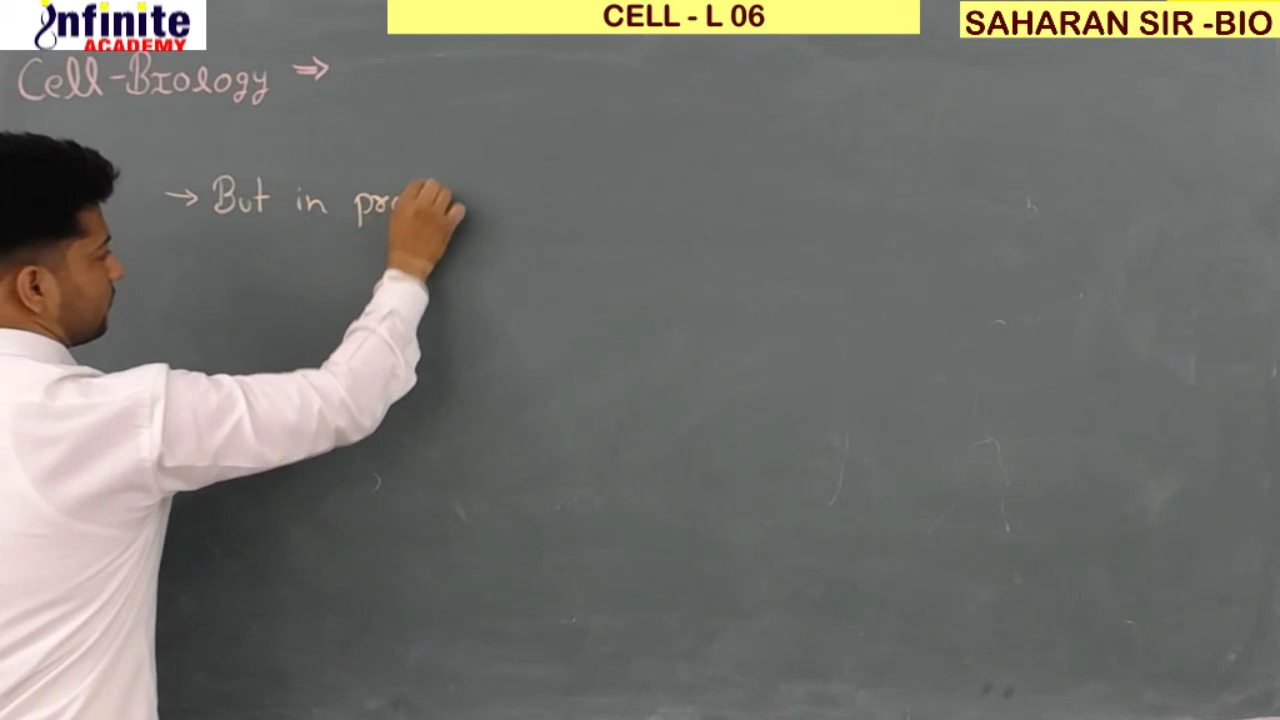 infinite
ACADEMY
CELL - L 06
SAHARAN SIR -BIO
Cell-Biology ⇒
→ But in pr